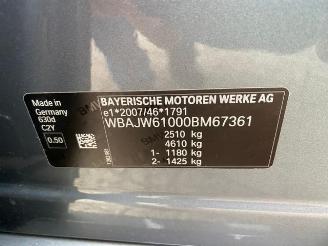 Made in
Germany
630d
C2Y
0.50
BAYERISCHE MOTOREN WERKE AG
e1*2007/46*1791
WBAJW61000BM67361
2510 kg
4610 kg
1- 1180 kg
2- 1425 kg